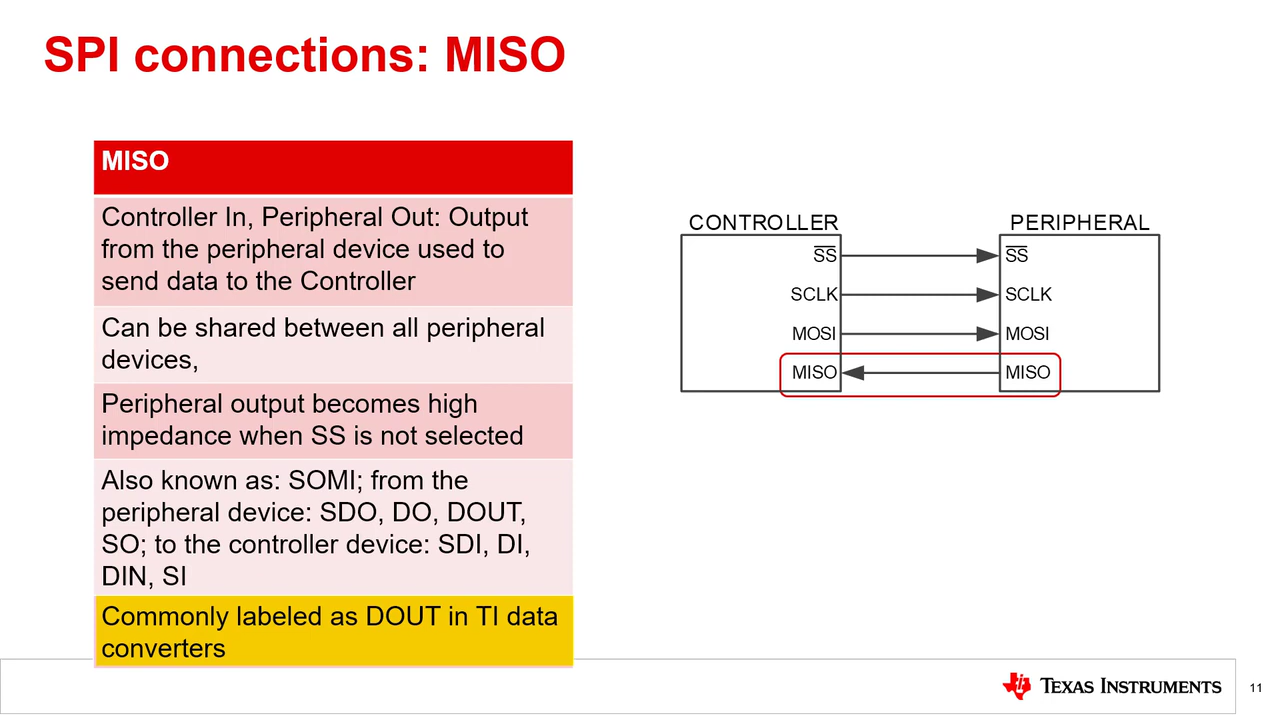 SPI connections: MISO
MISO
Controller In, Peripheral Out: Output
from the peripheral device used to
send data to the Controller
Can be shared between all peripheral
devices,
Peripheral output becomes high
impedance when SS is not selected
Also known as: SOMI; from the
peripheral device: SDO, DO, DOUT,
SO; to the controller device: SDI, DI,
DIN, SI
Commonly labeled as DOUT in TI data
converters
CONTROLLER
SS
SCLK
MOSI
MISO
PERIPHERAL
SS
SCLK
MOSI
MISO
TEXAS INSTRUMENTS
11